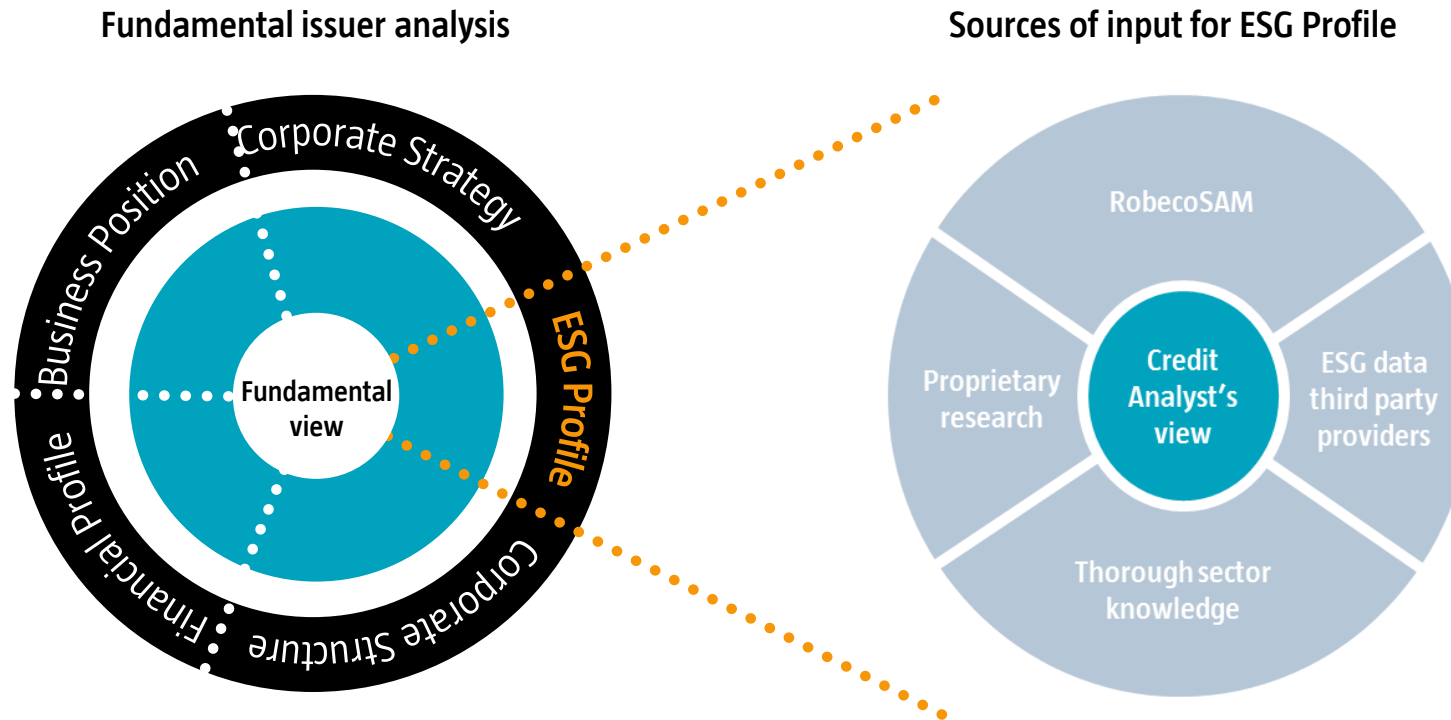 Fundamental issuer analysis
Sources of input for ESG Profile
Business Position
Corporate Strategy
ESG Profile
Corporate Structure
Financial Profile
Fundamental
view
RobecoSAM
Proprietary
research
Credit
Analyst's
view
ESG data
third party
providers
Thorough sector
knowledge